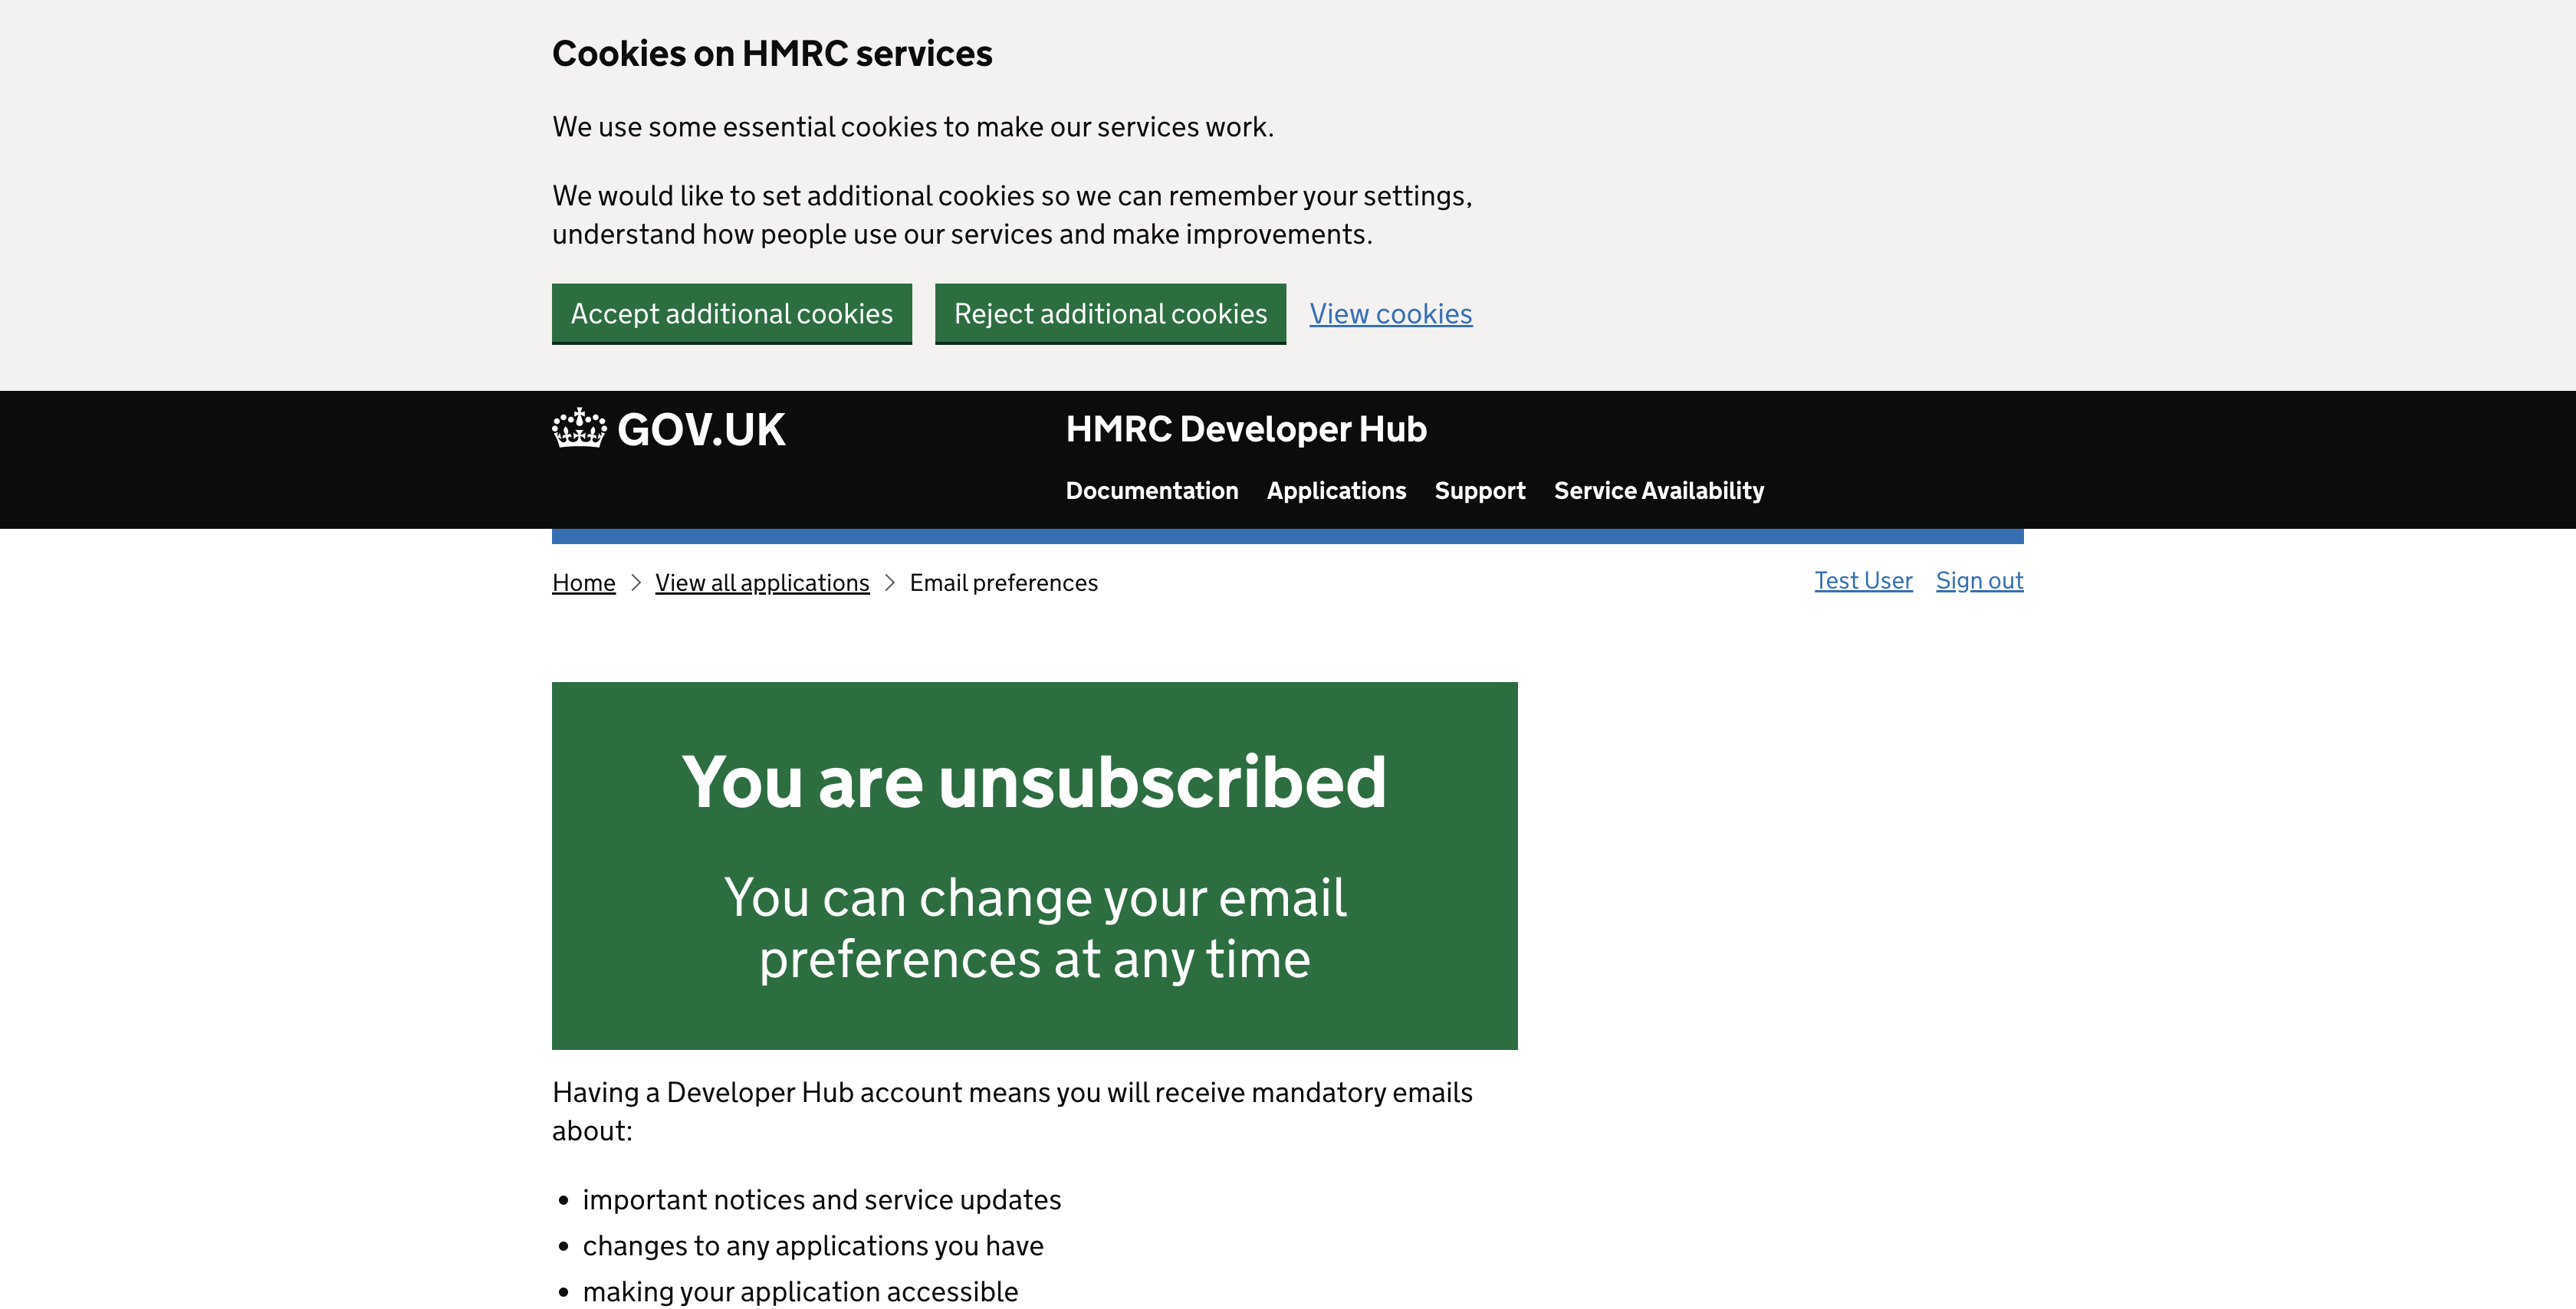 Cookies on HMRC services
We use some essential cookies to make our services work.
We would like to set additional cookies so we can remember your settings,
understand how people use our services and make improvements.
Accept additional cookies Reject additional cookies View cookies
GOV.UK HMRC Developer Hub
Documentation Applications Support Service Availability
Home View all applications Email preferences Test User Sign out
You are unsubscribed
You can change your email
preferences at any time
Having a Developer Hub account means you will receive mandatory emails
about:
• important notices and service updates
• changes to any applications you have
• making your application accessible